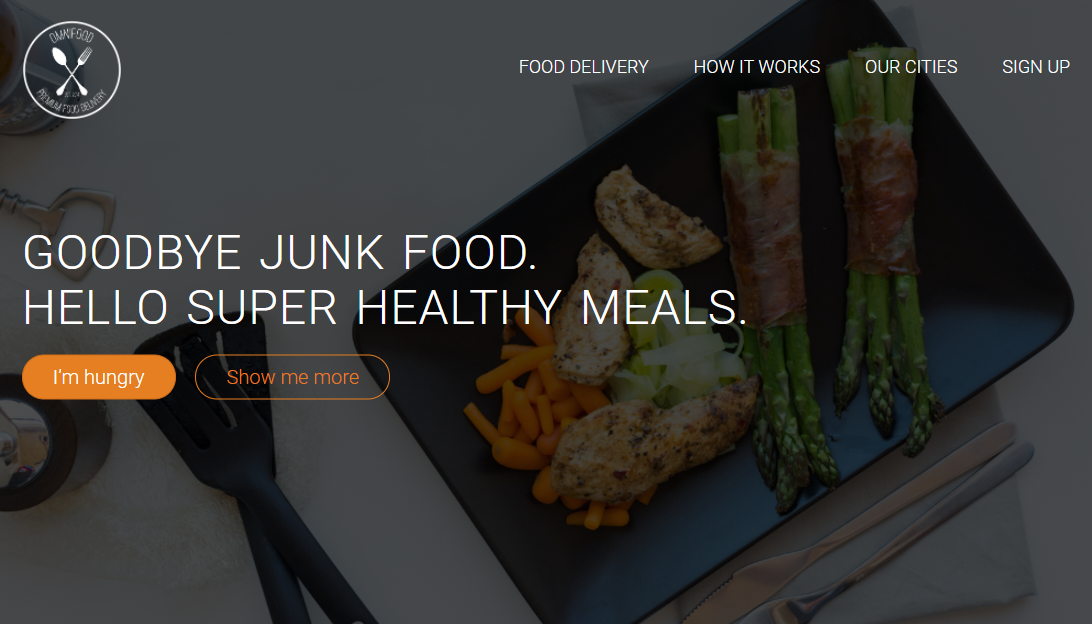 OMNIFOOD
PREMIUM FOOD DELIVERY
FOOD DELIVERY
HOW IT WORKS
OUR CITIES
SIGN UP
GOODBYE JUNK FOOD.
HELLO SUPER HEALTHY MEALS.
I'm hungry
Show me more